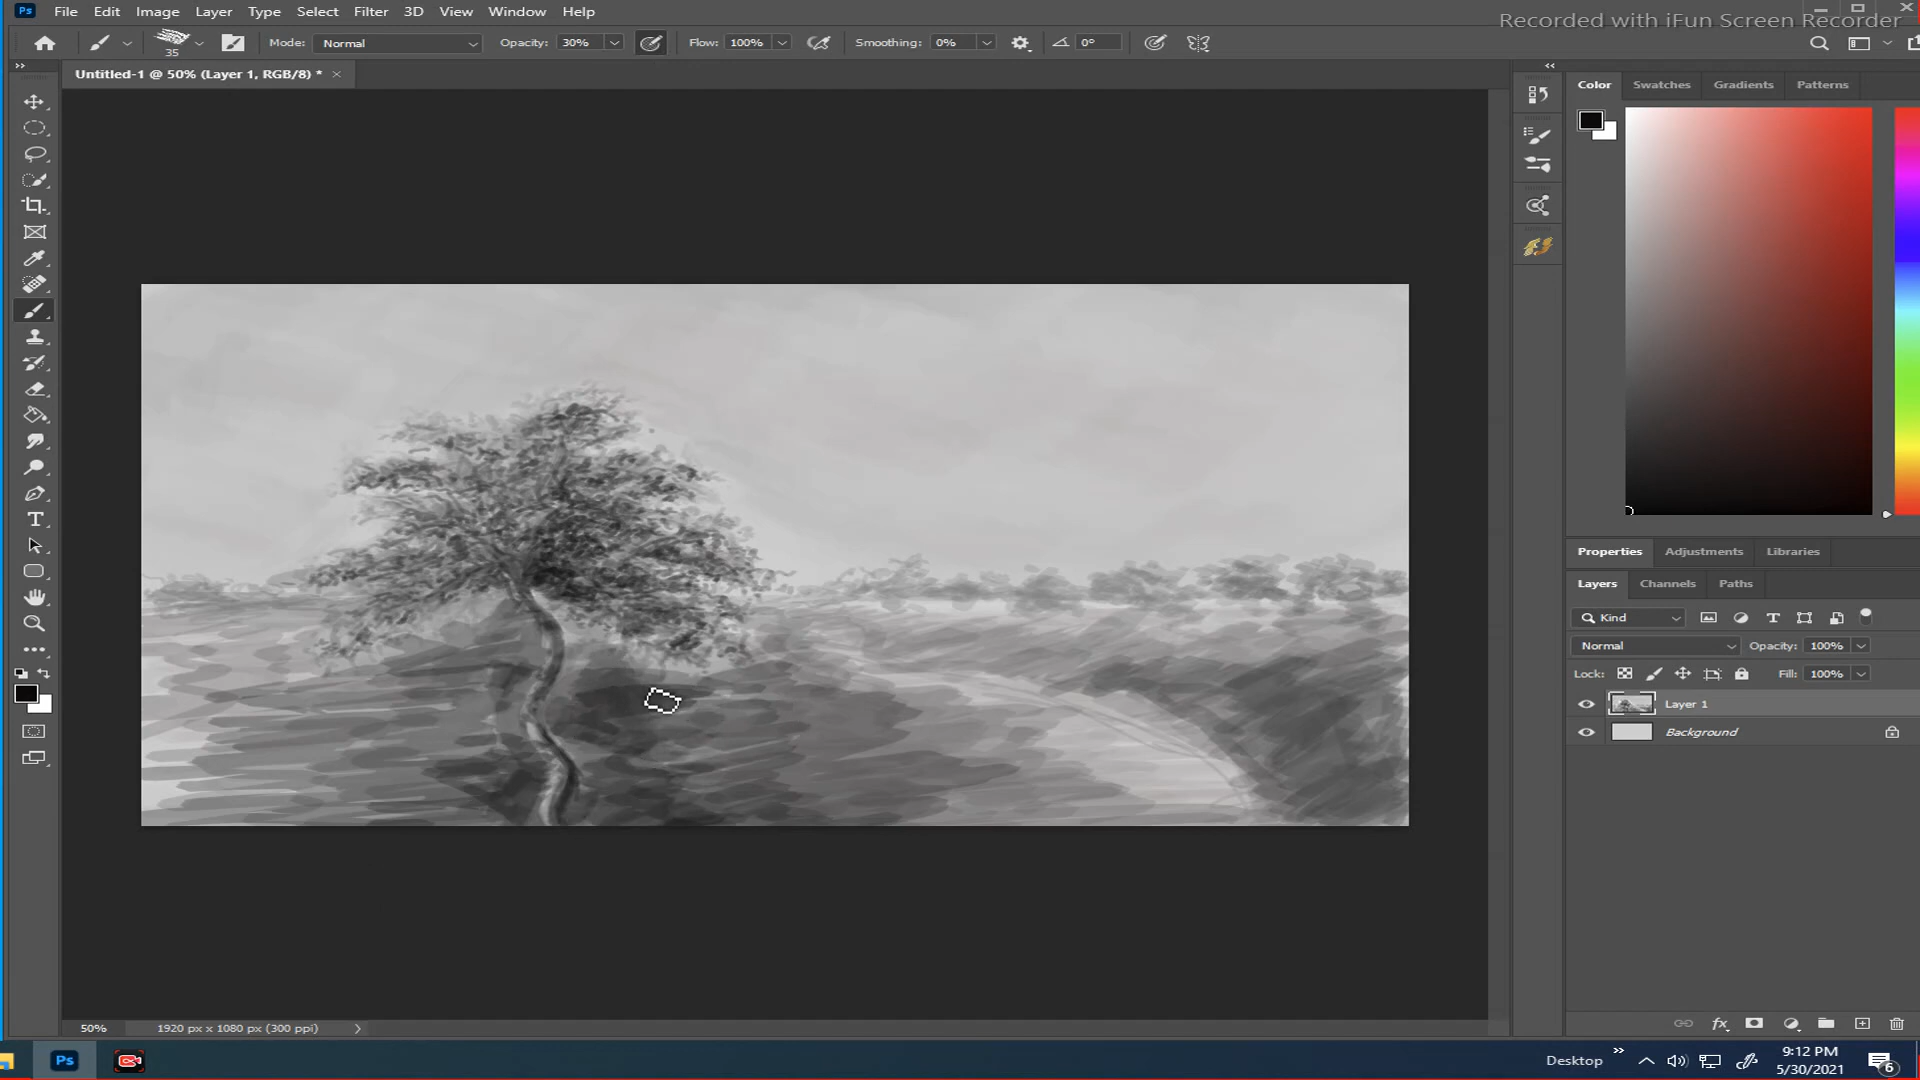 Ps File Edit Image Layer Type Select Filter 3D View Window Help
Recorded with iFun Screen Recorder
35 Mode: Normal Opacity: 30% Flow: 100% Smoothing: 0% 0°
Untitled-1 @ 50% (Layer 1, RGB/8) *
Color Swatches Gradients Patterns
Properties Adjustments Libraries
Layers Channels Paths
Kind
Normal Opacity: 100%
Lock: Fill: 100%
Layer 1
Background
fx
50% 1920 px x 1080 px (300 ppi)
Ps Desktop 9:12 PM
5/30/2021 6